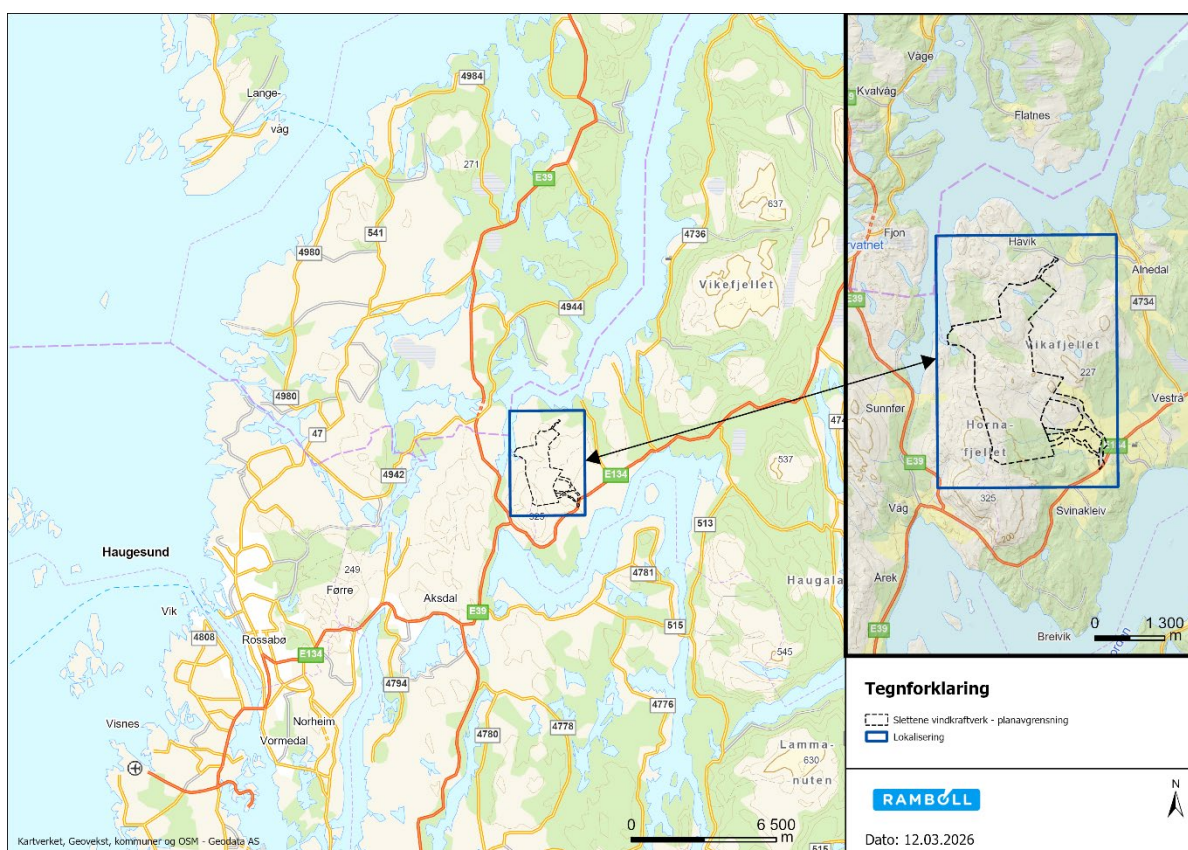 Lange-
våg
4984
271
E39
541
4980
4736
637
Vikefjellet
4944
4980
47
4942
E134
537
325
513
Haugesund
249
Førre
Aksdal
4781
Vik
E39
515
4808
Rossabø
E134
545
4794
Visnes
Norheim
Vormedal
4776
4780
4778
630
nuten
0 6 500
m
Kartverket, Geovekst, kommuner og OSM - Geodata AS
Våge
Kvalvåg
Flatnes
Fjon
Håvik
Alnedal
E39
4734
Vikafjellet
227
Sunnfør
Horna-
fjellet
E39
325
Våg
Svinakleiv
200
Årek
E39
Breivik
0 1 300
m
Tegnforklaring
Slettene vindkraftverk - planavgrensning
Lokalisering
RAMBOLL
N
Dato: 12.03.2026